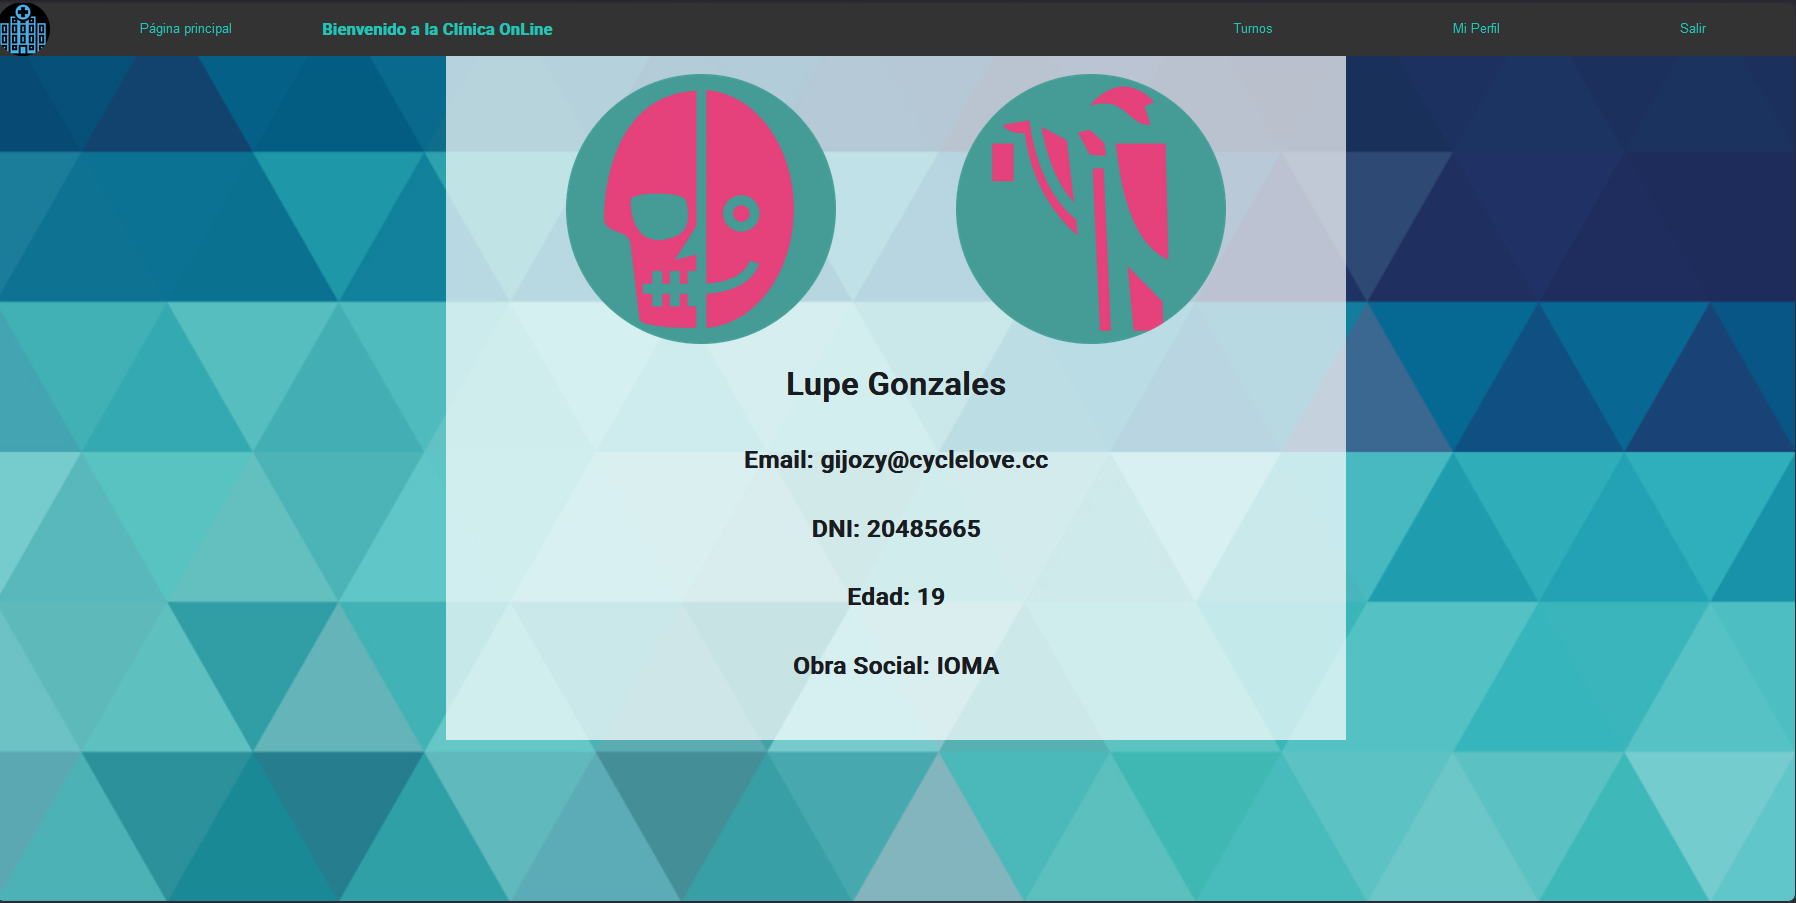 Página principal
Bienvenido a la Clínica OnLine
Turnos
Mi Perfil
Salir
Lupe Gonzales
Email: gijozy@cyclelove.cc
DNI: 20485665
Edad: 19
Obra Social: IOMA